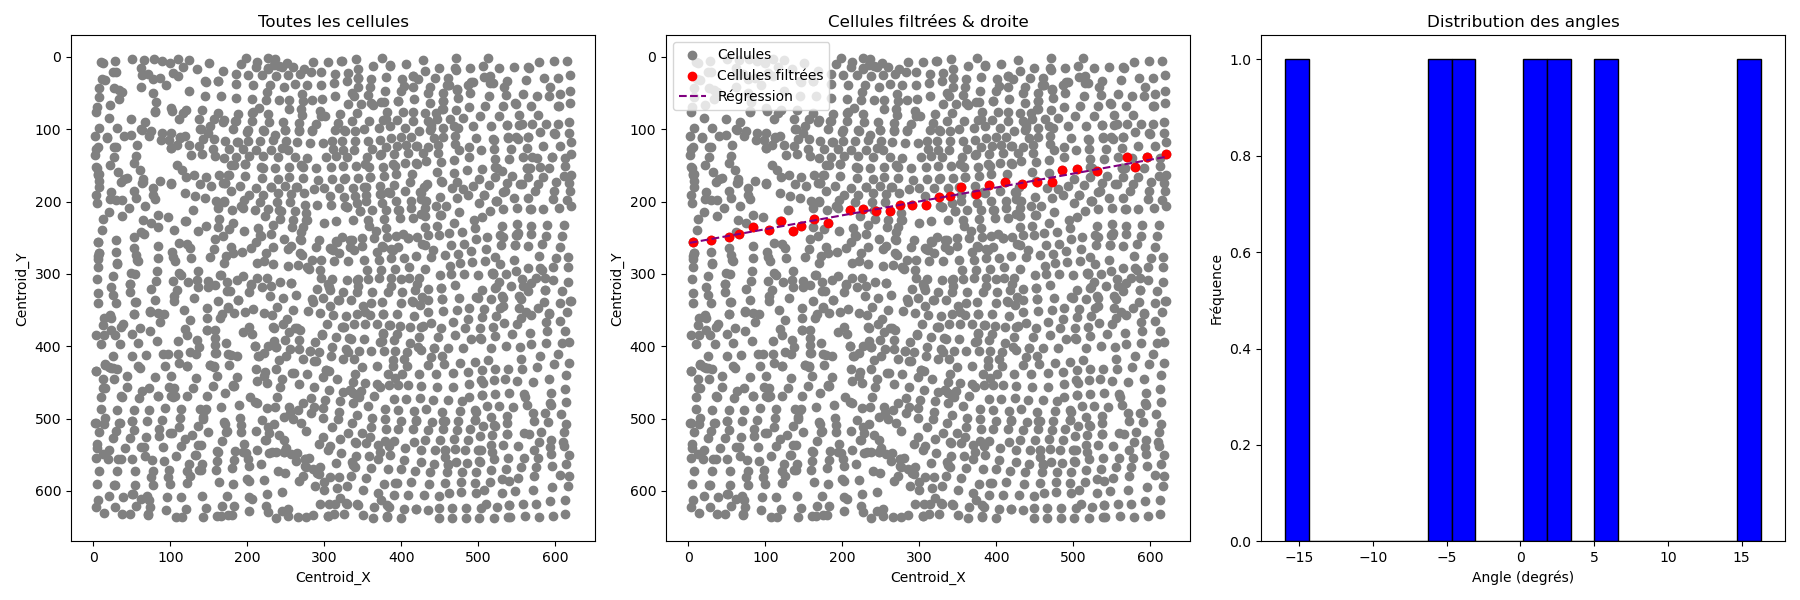 Toutes les cellules
0
100
200
300
400
500
600
Centroid_Y
0 100 200 300 400 500 600
Centroid_X
Cellules filtrées & droite
Cellules
Cellules filtrées
Régression
0
100
200
300
400
500
600
Centroid_Y
0 100 200 300 400 500 600
Centroid_X
Distribution des angles
1.0
0.8
0.6
0.4
0.2
0.0
Fréquence
−15 −10 −5 0 5 10 15
Angle (degrés)